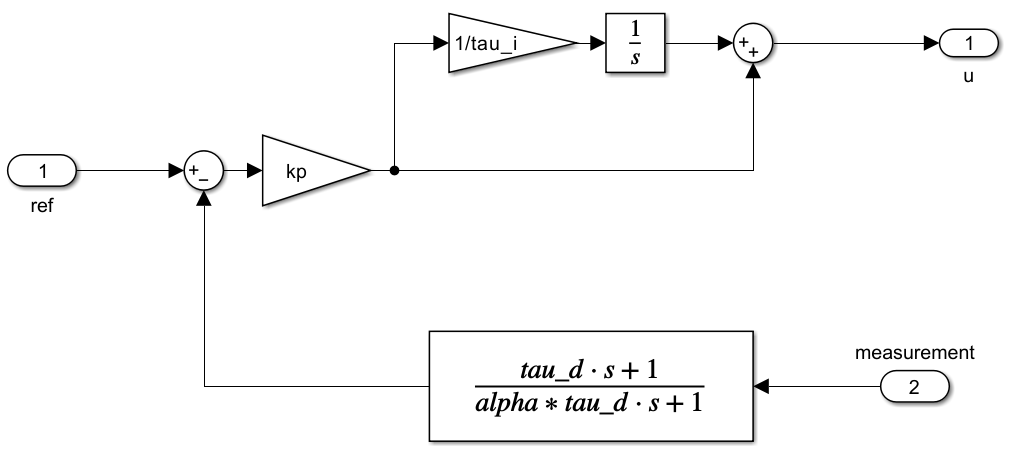 1/tau_i
1
s
+
+
1
u
1
ref
+
−
kp
tau_d · s + 1
alpha ∗ tau_d · s + 1
measurement
2